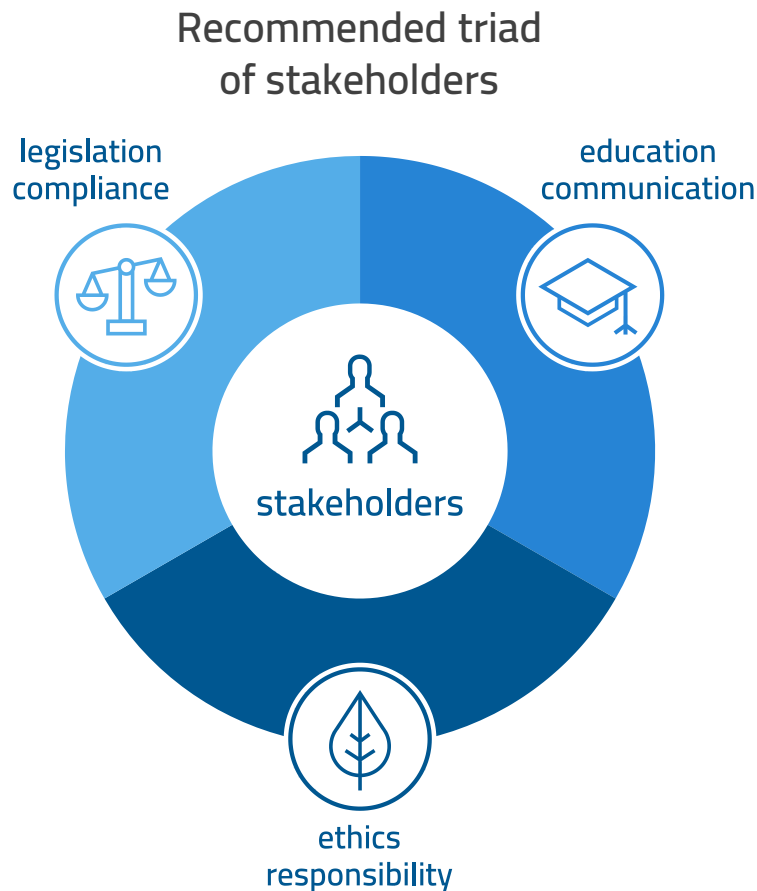 Recommended triad
of stakeholders
legislation
compliance
education
communication
stakeholders
ethics
responsibility